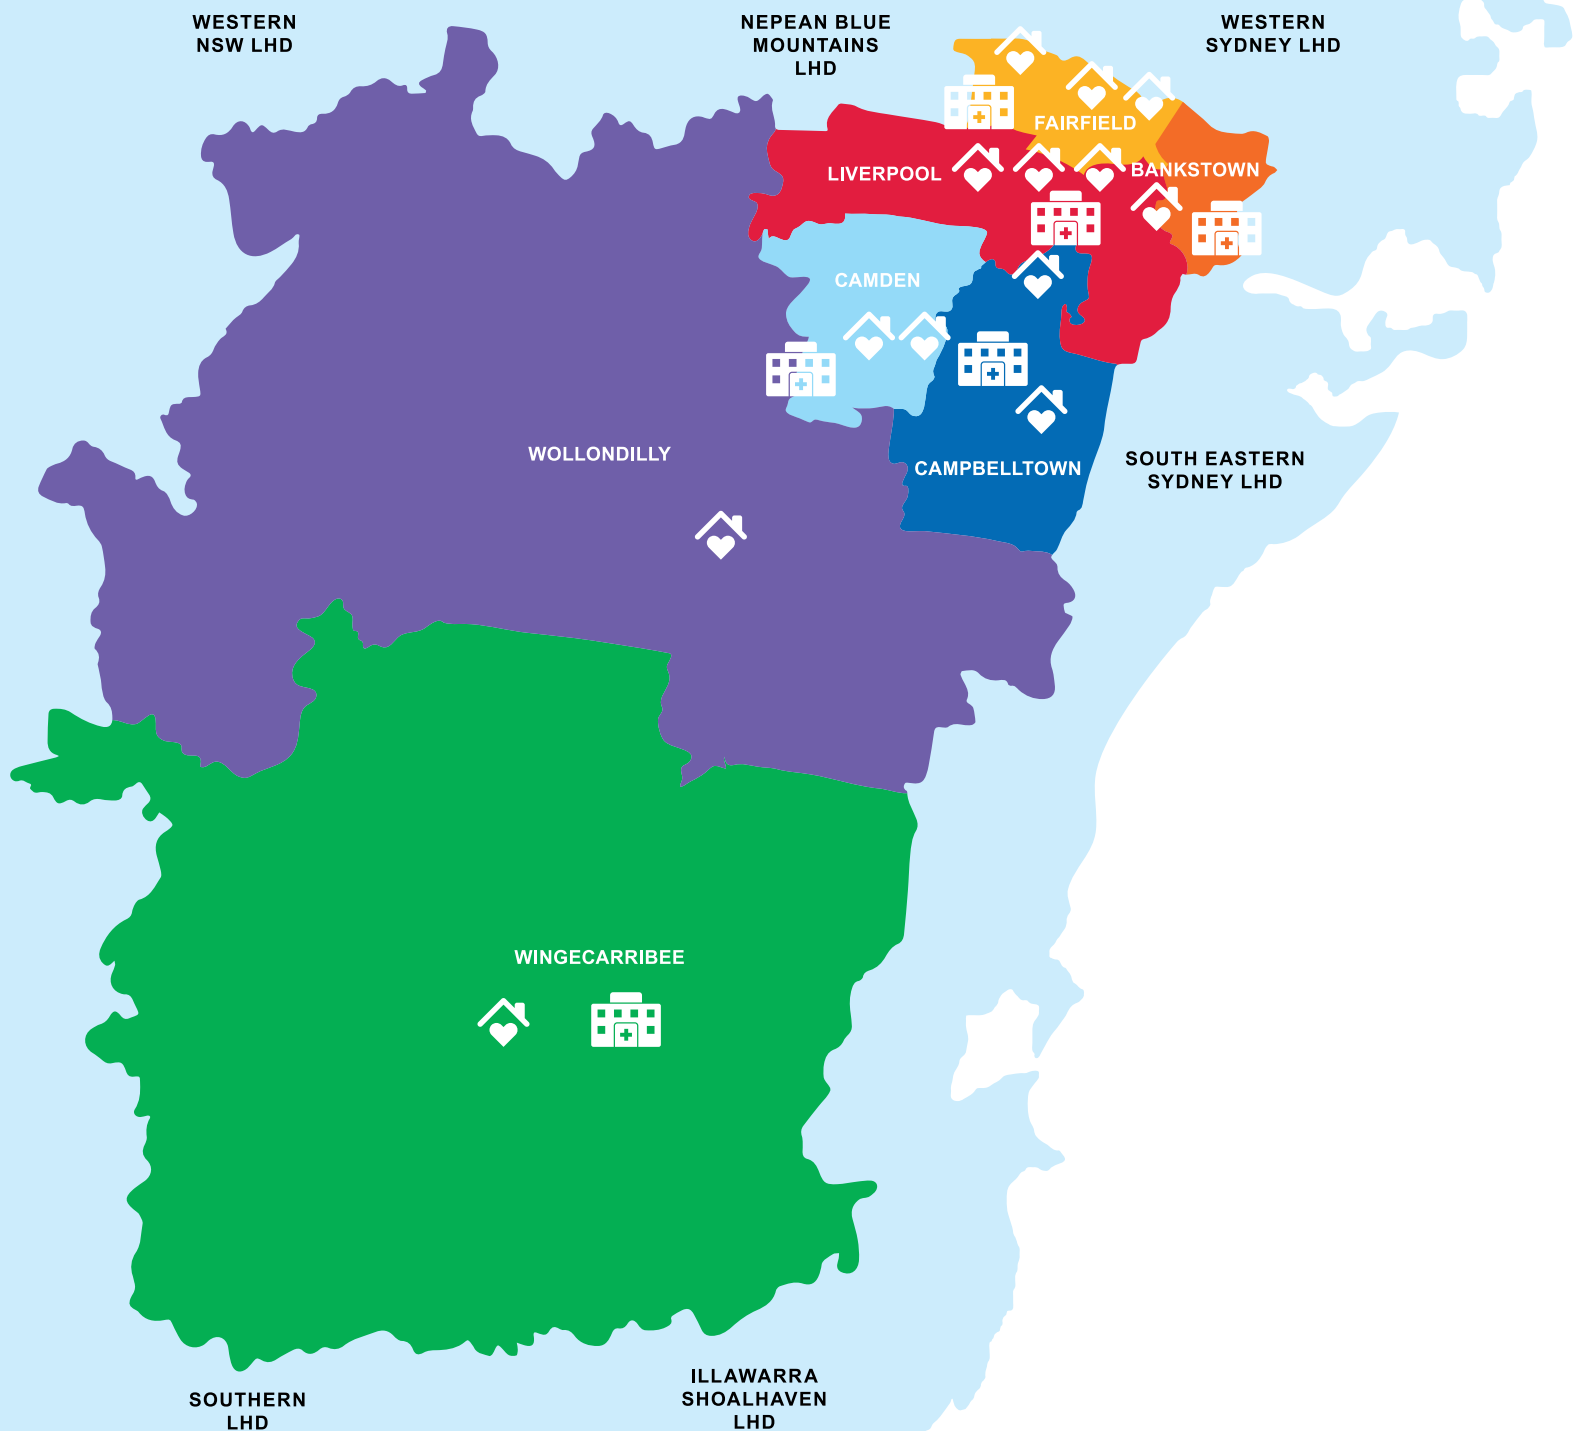 WESTERN
NSW LHD
NEPEAN BLUE
MOUNTAINS
LHD
WESTERN
SYDNEY LHD
FAIRFIELD
LIVERPOOL
BANKSTOWN
CAMDEN
WOLLONDILLY
CAMPBELLTOWN
SOUTH EASTERN
SYDNEY LHD
WINGECARRIBEE
SOUTHERN
LHD
ILLAWARRA
SHOALHAVEN
LHD